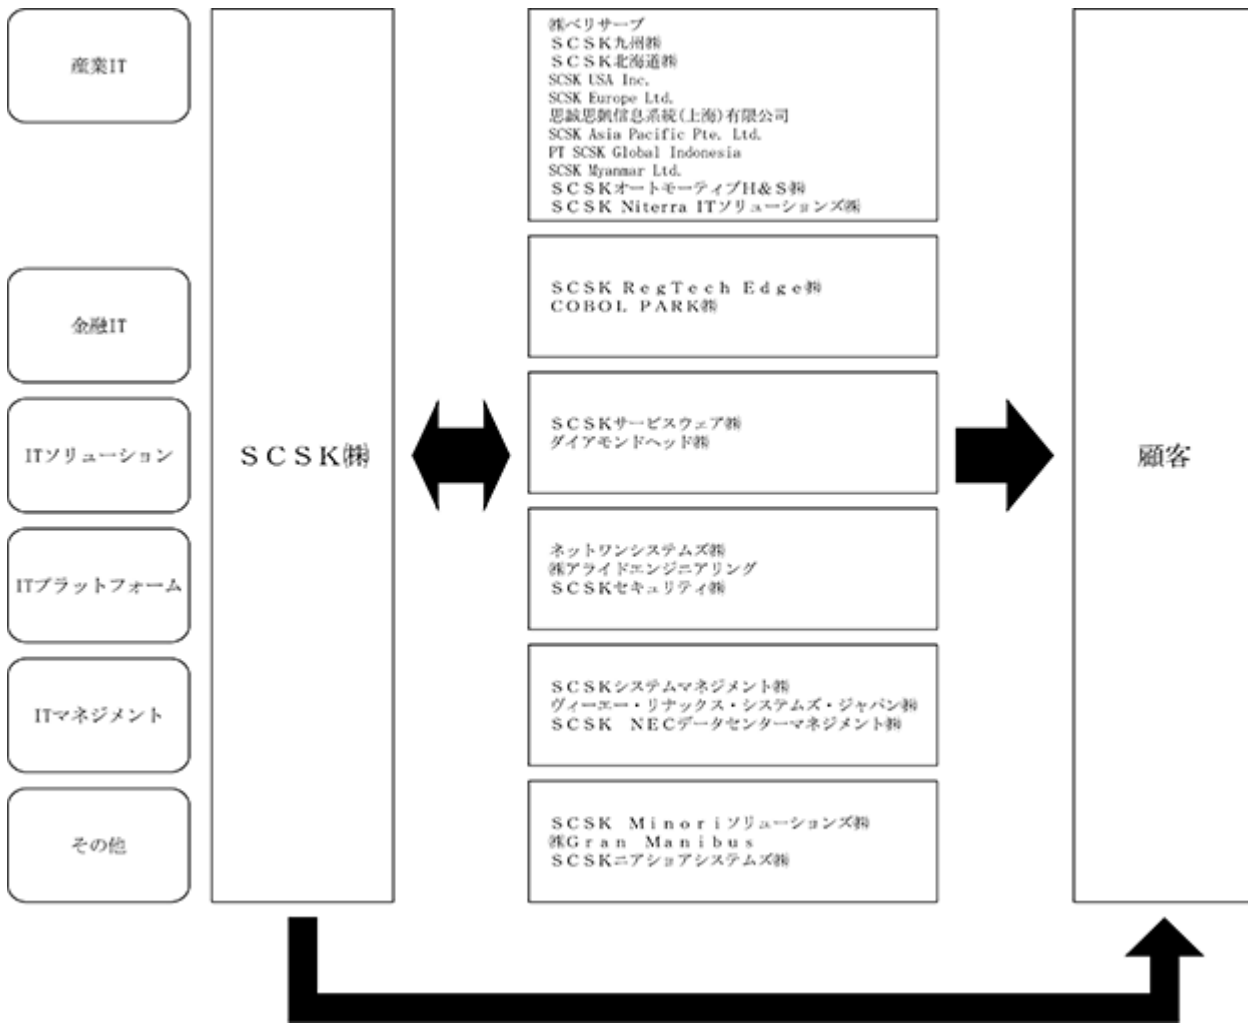 産業IT
㈱ベリサーブ
ＳＣＳＫ九州㈱
ＳＣＳＫ北海道㈱
SCSK USA Inc.
SCSK Europe Ltd.
思誠思凱信息系統(上海)有限公司
SCSK Asia Pacific Pte. Ltd.
PT SCSK Global Indonesia
SCSK Myanmar Ltd.
ＳＣＳＫオートモーティブＨ＆Ｓ㈱
ＳＣＳＫ Niterra ITソリューションズ㈱
金融IT
ＳＣＳＫ ＲｅｇＴｅｃｈ Ｅｄｇｅ㈱
ＣＯＢＯＬ ＰＡＲＫ㈱
ITソリューション
ＳＣＳＫ㈱
ＳＣＳＫサービスウェア㈱
ダイアモンドヘッド㈱
顧客
ITプラットフォーム
ネットワンシステムズ㈱
㈱アライドエンジニアリング
ＳＣＳＫセキュリティ㈱
ITマネジメント
ＳＣＳＫシステムマネジメント㈱
ヴィーエー・リナックス・システムズ・ジャパン㈱
ＳＣＳＫ　ＮＥＣデータセンターマネジメント㈱
その他
ＳＣＳＫ　Ｍｉｎｏｒｉソリューションズ㈱
㈱Ｇｒａｎ　Ｍａｎｉｂｕｓ
ＳＣＳＫニアショアシステムズ㈱